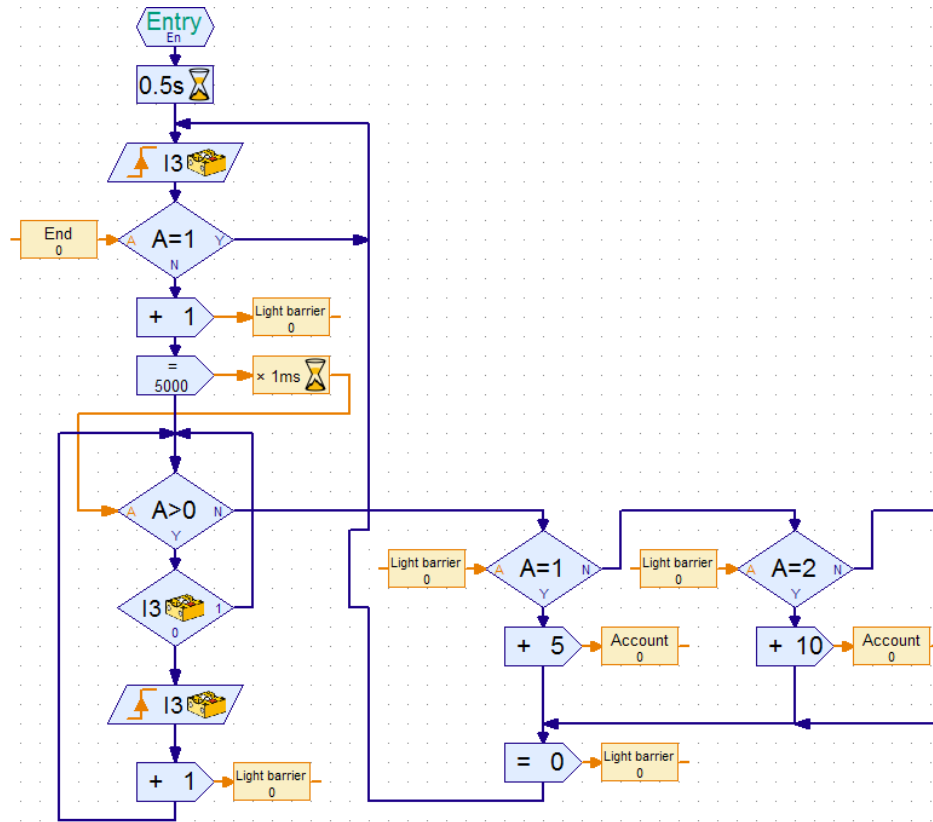 Entry
En
0.5s
I3
End
0
A
A=1
Y
N
+ 1
Light barrier
0
=
5000
× 1ms
A
A>0
N
Y
Light barrier
0
A
A=1
N
Y
Light barrier
0
A
A=2
N
Y
I3
1
0
+ 5
Account
0
+ 10
Account
0
I3
+ 1
Light barrier
0
= 0
Light barrier
0